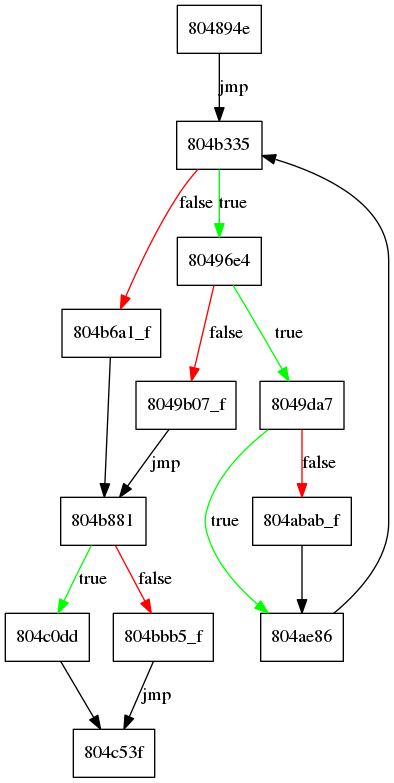 804894e
jmp
804b335
false
true
80496e4
804b6a1_f
false
true
8049b07_f
8049da7
jmp
false
804b881
true
804abab_f
true
false
804c0dd
804bbb5_f
804ae86
jmp
804c53f